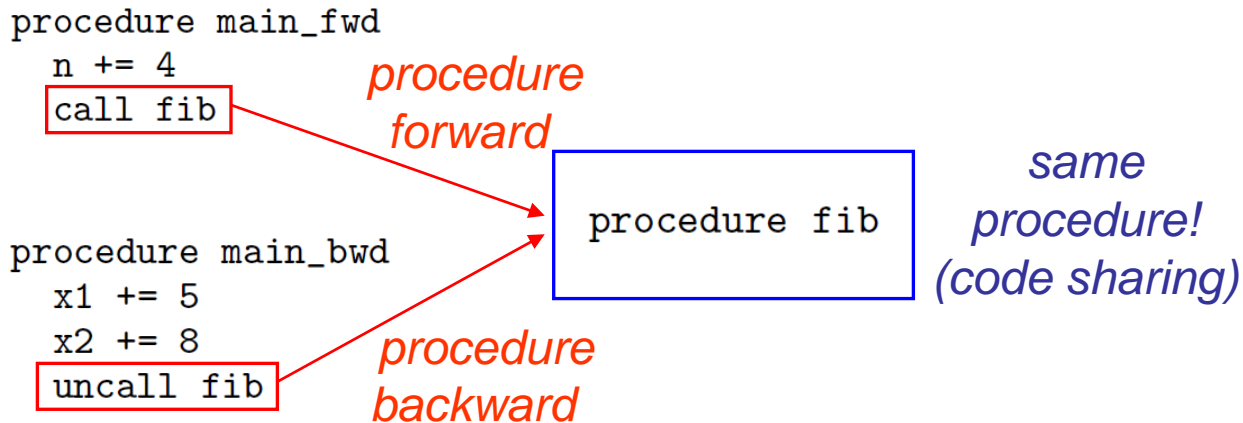 procedure main_fwd
n += 4
call fib
procedure
forward
procedure fib
same
procedure!
(code sharing)
procedure main_bwd
x1 += 5
x2 += 8
uncall fib
procedure
backward